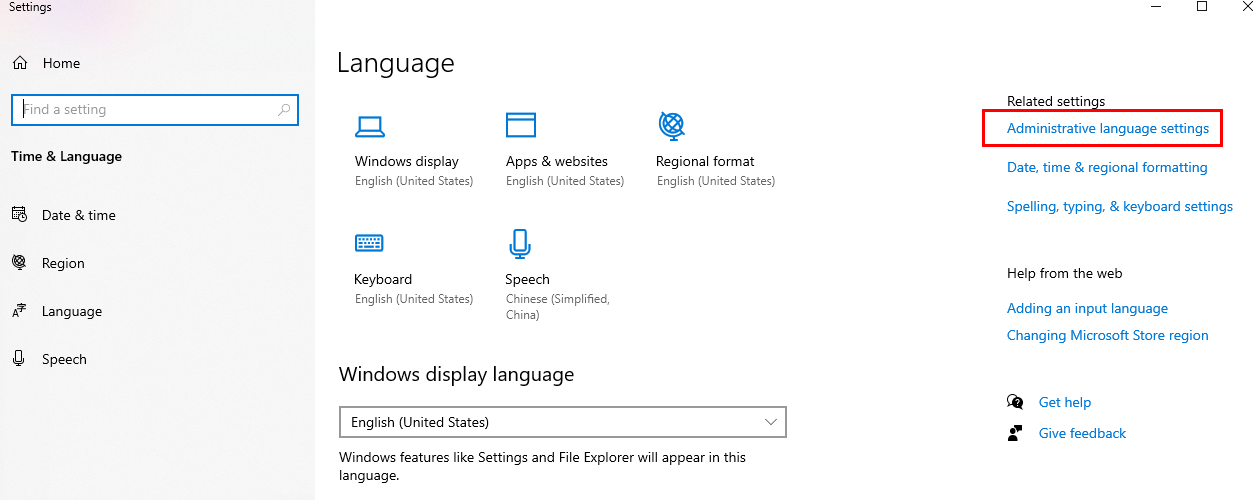 Settings
Home
Find a setting
Time & Language
Date & time
Region
Language
Speech
Language
Windows display
English (United States)
Apps & websites
English (United States)
Regional format
English (United States)
Keyboard
English (United States)
Speech
Chinese (Simplified,
China)
Windows display language
English (United States)
Windows features like Settings and File Explorer will appear in this
language.
Related settings
Administrative language settings
Date, time & regional formatting
Spelling, typing, & keyboard settings
Help from the web
Adding an input language
Changing Microsoft Store region
Get help
Give feedback